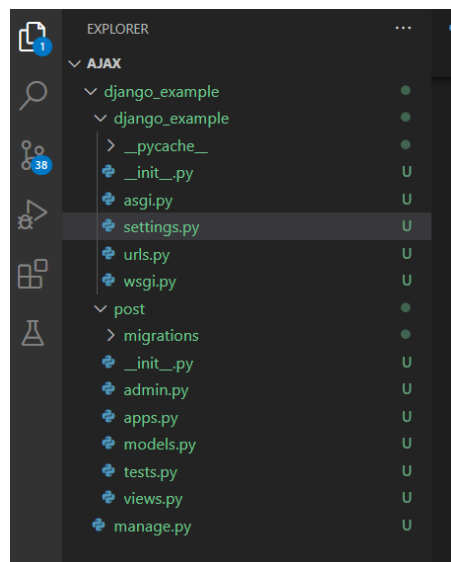 EXPLORER ...
1
AJAX
django_example
django_example
__pycache__
__init__.py U
38
asgi.py U
settings.py U
urls.py U
wsgi.py U
post
migrations
__init__.py U
admin.py U
apps.py U
models.py U
tests.py U
views.py U
manage.py U